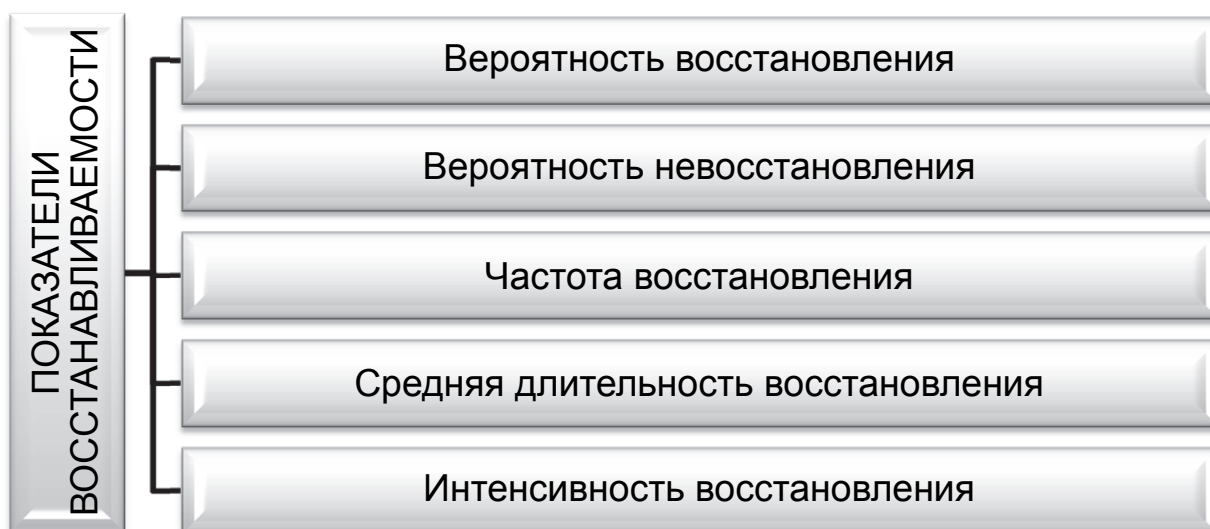 ПОКАЗАТЕЛИ
ВОССТАНАВЛИВАЕМОСТИ
Вероятность восстановления
Вероятность невосстановления
Частота восстановления
Средняя длительность восстановления
Интенсивность восстановления